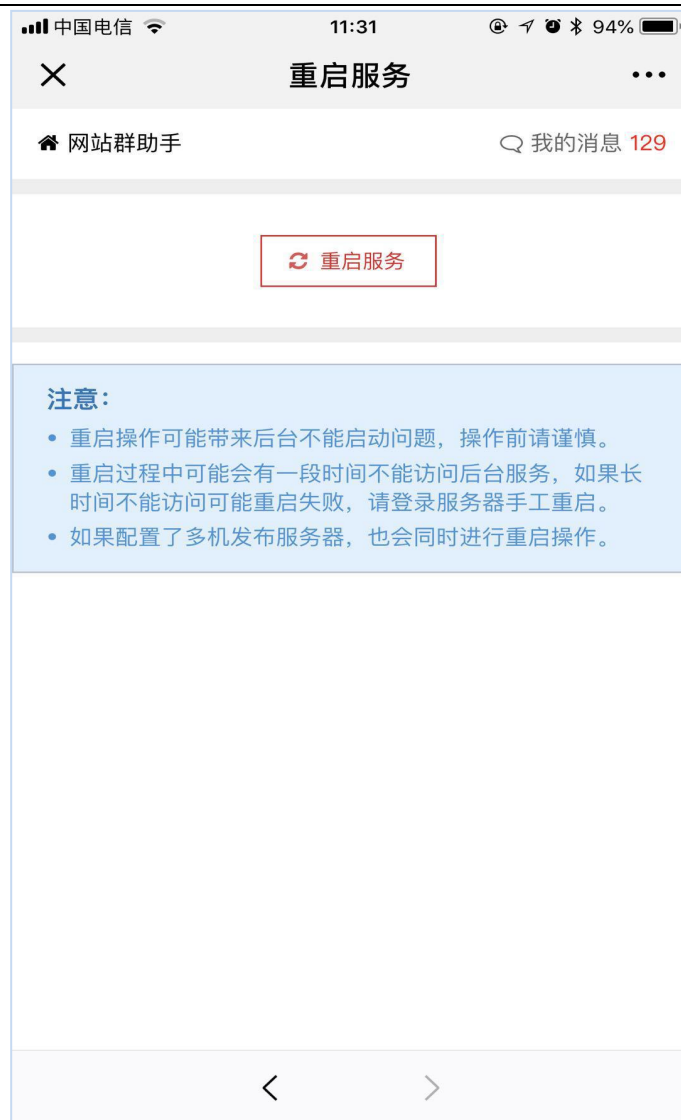 中国电信 11:31 94%
重启服务
网站群助手 我的消息 129
重启服务
注意：
• 重启操作可能带来后台不能启动问题，操作前请谨慎。
• 重启过程中可能会有一段时间不能访问后台服务，如果长
时间不能访问可能重启失败，请登录服务器手工重启。
• 如果配置了多机发布服务器，也会同时进行重启操作。